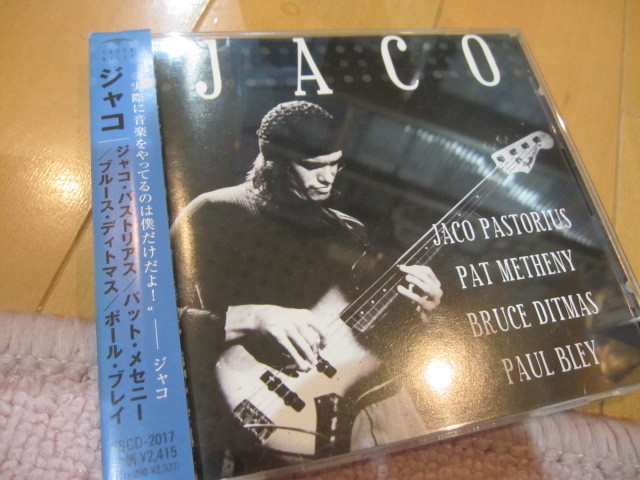 JACO
JACO PASTORIUS
PAT METHENY
BRUCE DITMAS
PAUL BLEY
ジャコ
"実際に音楽をやってるのは僕だけだよ!" ── ジャコ
ジャコ・パストリアス/パット・メセニー
/ブルース・ディトマス/ポール・ブレイ
SCD-2017
¥2,415